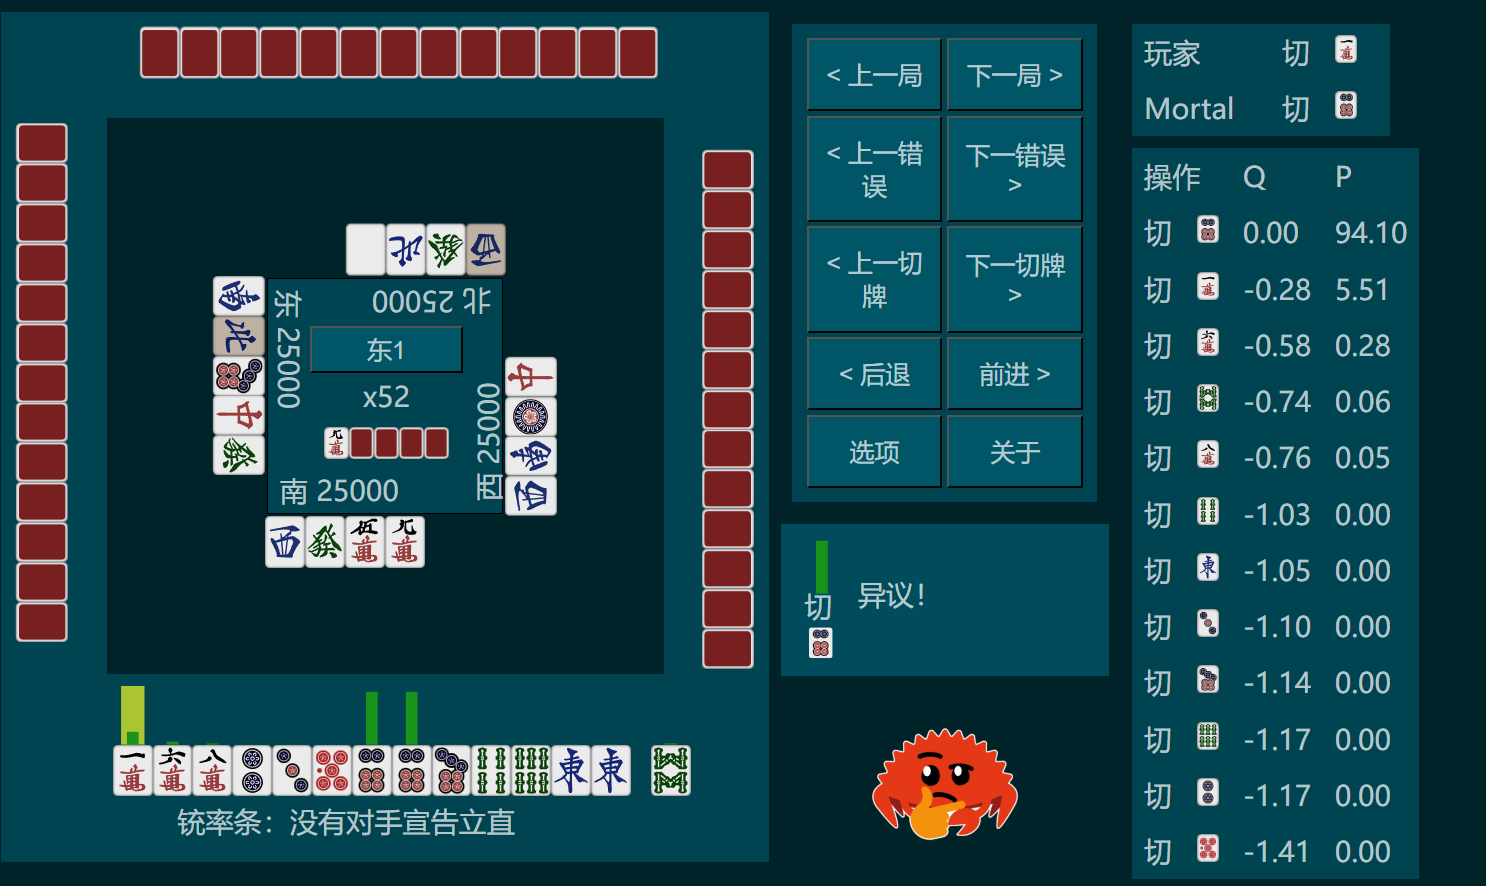 北 25000
东 25000
东1
x52
西 25000
南 25000
铳率条：没有对手宣告立直
< 上一局
下一局 >
< 上一错
误
下一错误
>
< 上一切
牌
下一切牌
>
< 后退
前进 >
选项
关于
切
异议！
玩家 切
Mortal 切
操作 Q P
切 0.00 94.10
切 -0.28 5.51
切 -0.58 0.28
切 -0.74 0.06
切 -0.76 0.05
切 -1.03 0.00
切 -1.05 0.00
切 -1.10 0.00
切 -1.14 0.00
切 -1.17 0.00
切 -1.17 0.00
切 -1.41 0.00